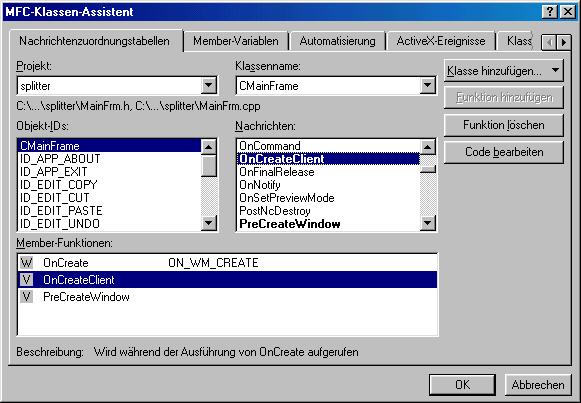 MFC-Klassen-Assistent
Nachrichtenzuordnungstabellen Member-Variablen Automatisierung ActiveX-Ereignisse Klass
Projekt: Klassenname:
splitter CMainFrame Klasse hinzufügen...
C:\...\splitter\MainFrm.h, C:\...\splitter\MainFrm.cpp Funktion hinzufügen
Objekt-IDs: Nachrichten: Funktion löschen
CMainFrame OnCommand
ID_APP_ABOUT OnCreateClient Code bearbeiten
ID_APP_EXIT OnFinalRelease
ID_EDIT_COPY OnNotify
ID_EDIT_CUT OnSetPreviewMode
ID_EDIT_PASTE PostNcDestroy
ID_EDIT_UNDO PreCreateWindow
Member-Funktionen:
W OnCreate ON_WM_CREATE
V OnCreateClient
V PreCreateWindow
Beschreibung: Wird während der Ausführung von OnCreate aufgerufen
OK Abbrechen